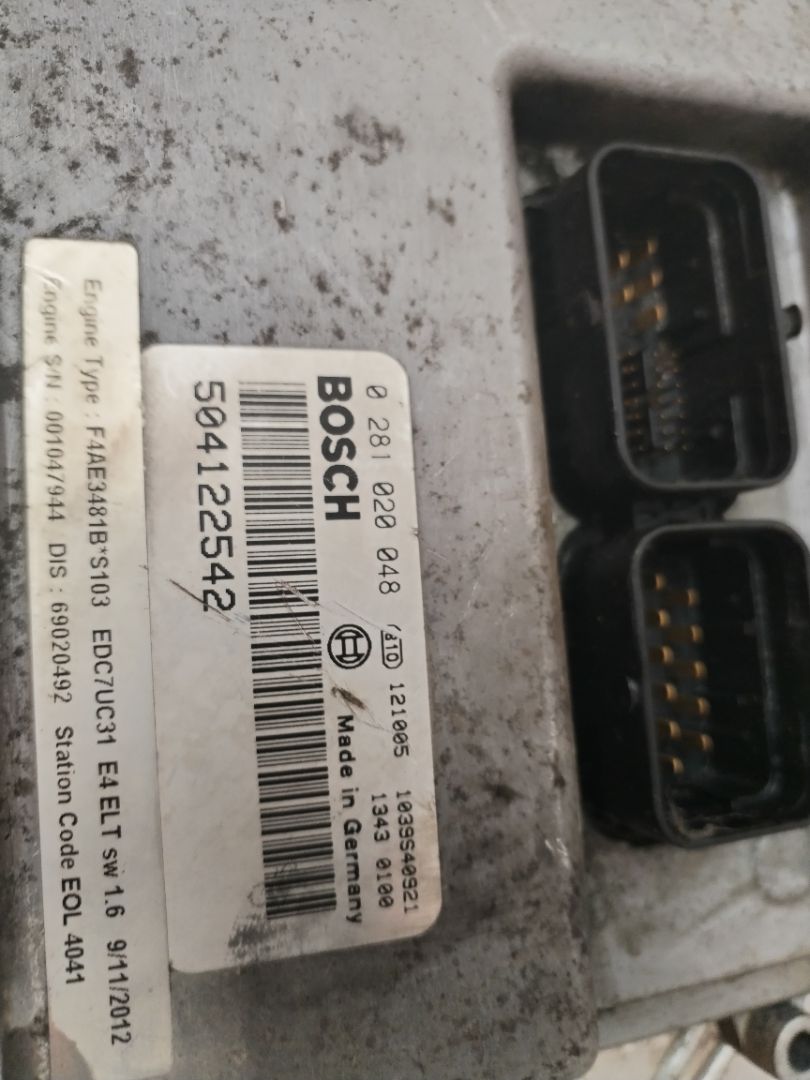 0 281 020 048 610 121005 1039S40921
1343 0100
BOSCH Made in Germany
504122542
Engine Type : F4AE3481B*S103 EDC7UC31 E4 ELT sw 1.6 9/11/2012
Engine S/N : 001047944 DIS : 69020492 Station Code EOL 4041